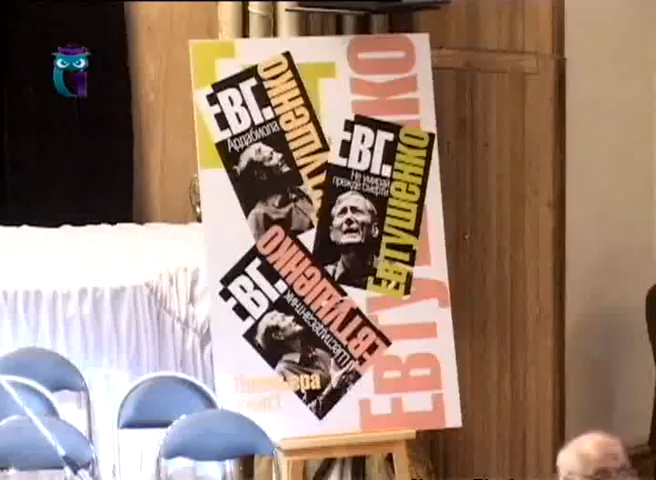 ЕВГ.
ЕВТУШЕНКО
Ардабиола
ЕВГ.
ЕВТУШЕНКО
Не умирай
прежде смерти
ЕВГ.
ЕВТУШЕНКО
Шестидесантник
ЕВТУШЕНКО